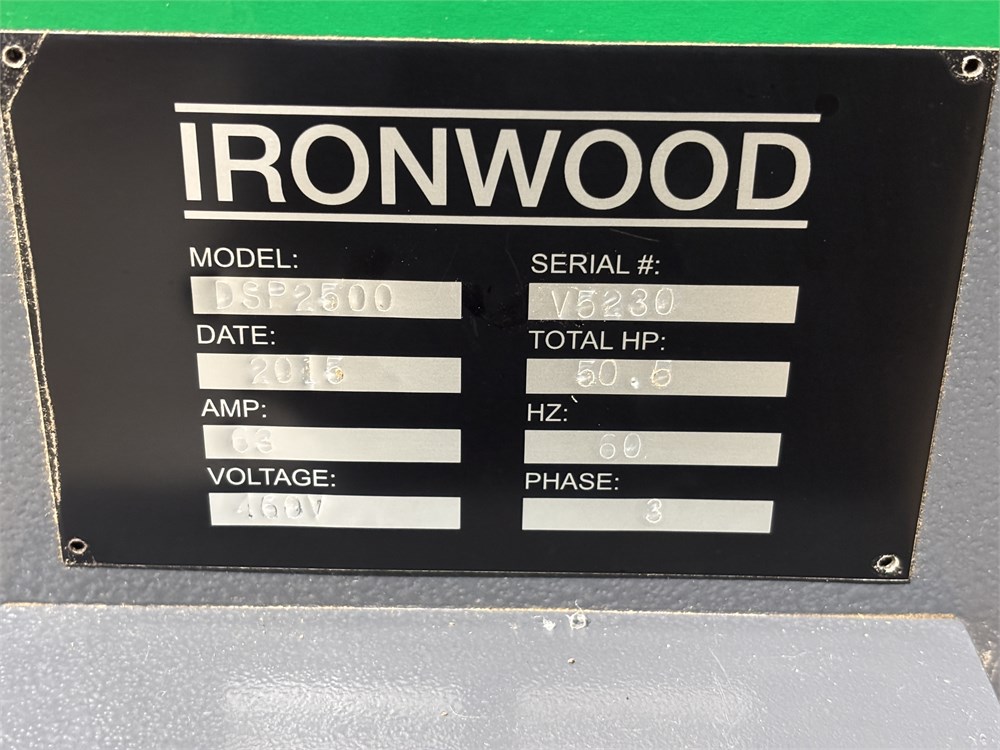 IRONWOOD
MODEL: SERIAL #:
DSP2500 V5230
DATE: TOTAL HP:
2015 50.5
AMP: HZ:
63 60
VOLTAGE: PHASE:
460V 3